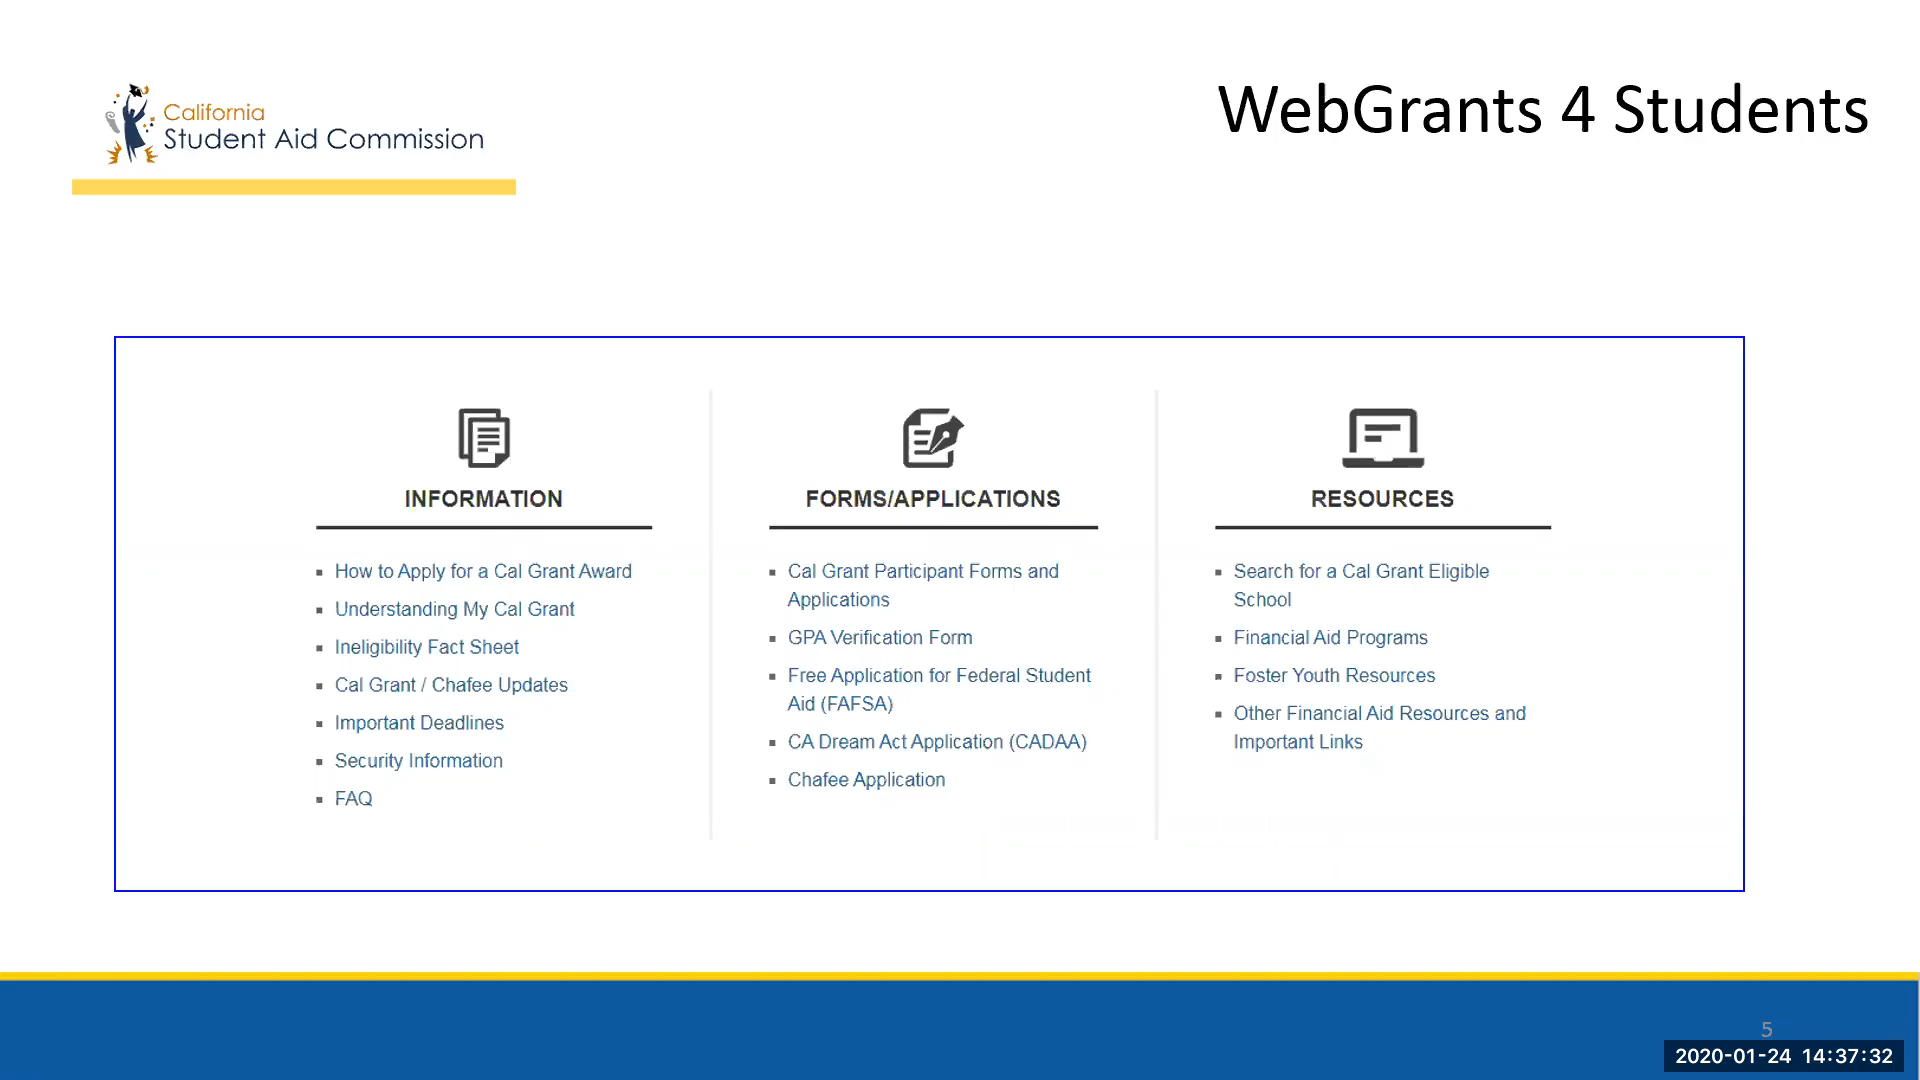 California
Student Aid Commission
WebGrants 4 Students
INFORMATION
How to Apply for a Cal Grant Award
Understanding My Cal Grant
Ineligibility Fact Sheet
Cal Grant / Chafee Updates
Important Deadlines
Security Information
FAQ
FORMS/APPLICATIONS
Cal Grant Participant Forms and
Applications
GPA Verification Form
Free Application for Federal Student
Aid (FAFSA)
CA Dream Act Application (CADAA)
Chafee Application
RESOURCES
Search for a Cal Grant Eligible
School
Financial Aid Programs
Foster Youth Resources
Other Financial Aid Resources and
Important Links
5
2020-01-24 14:37:32